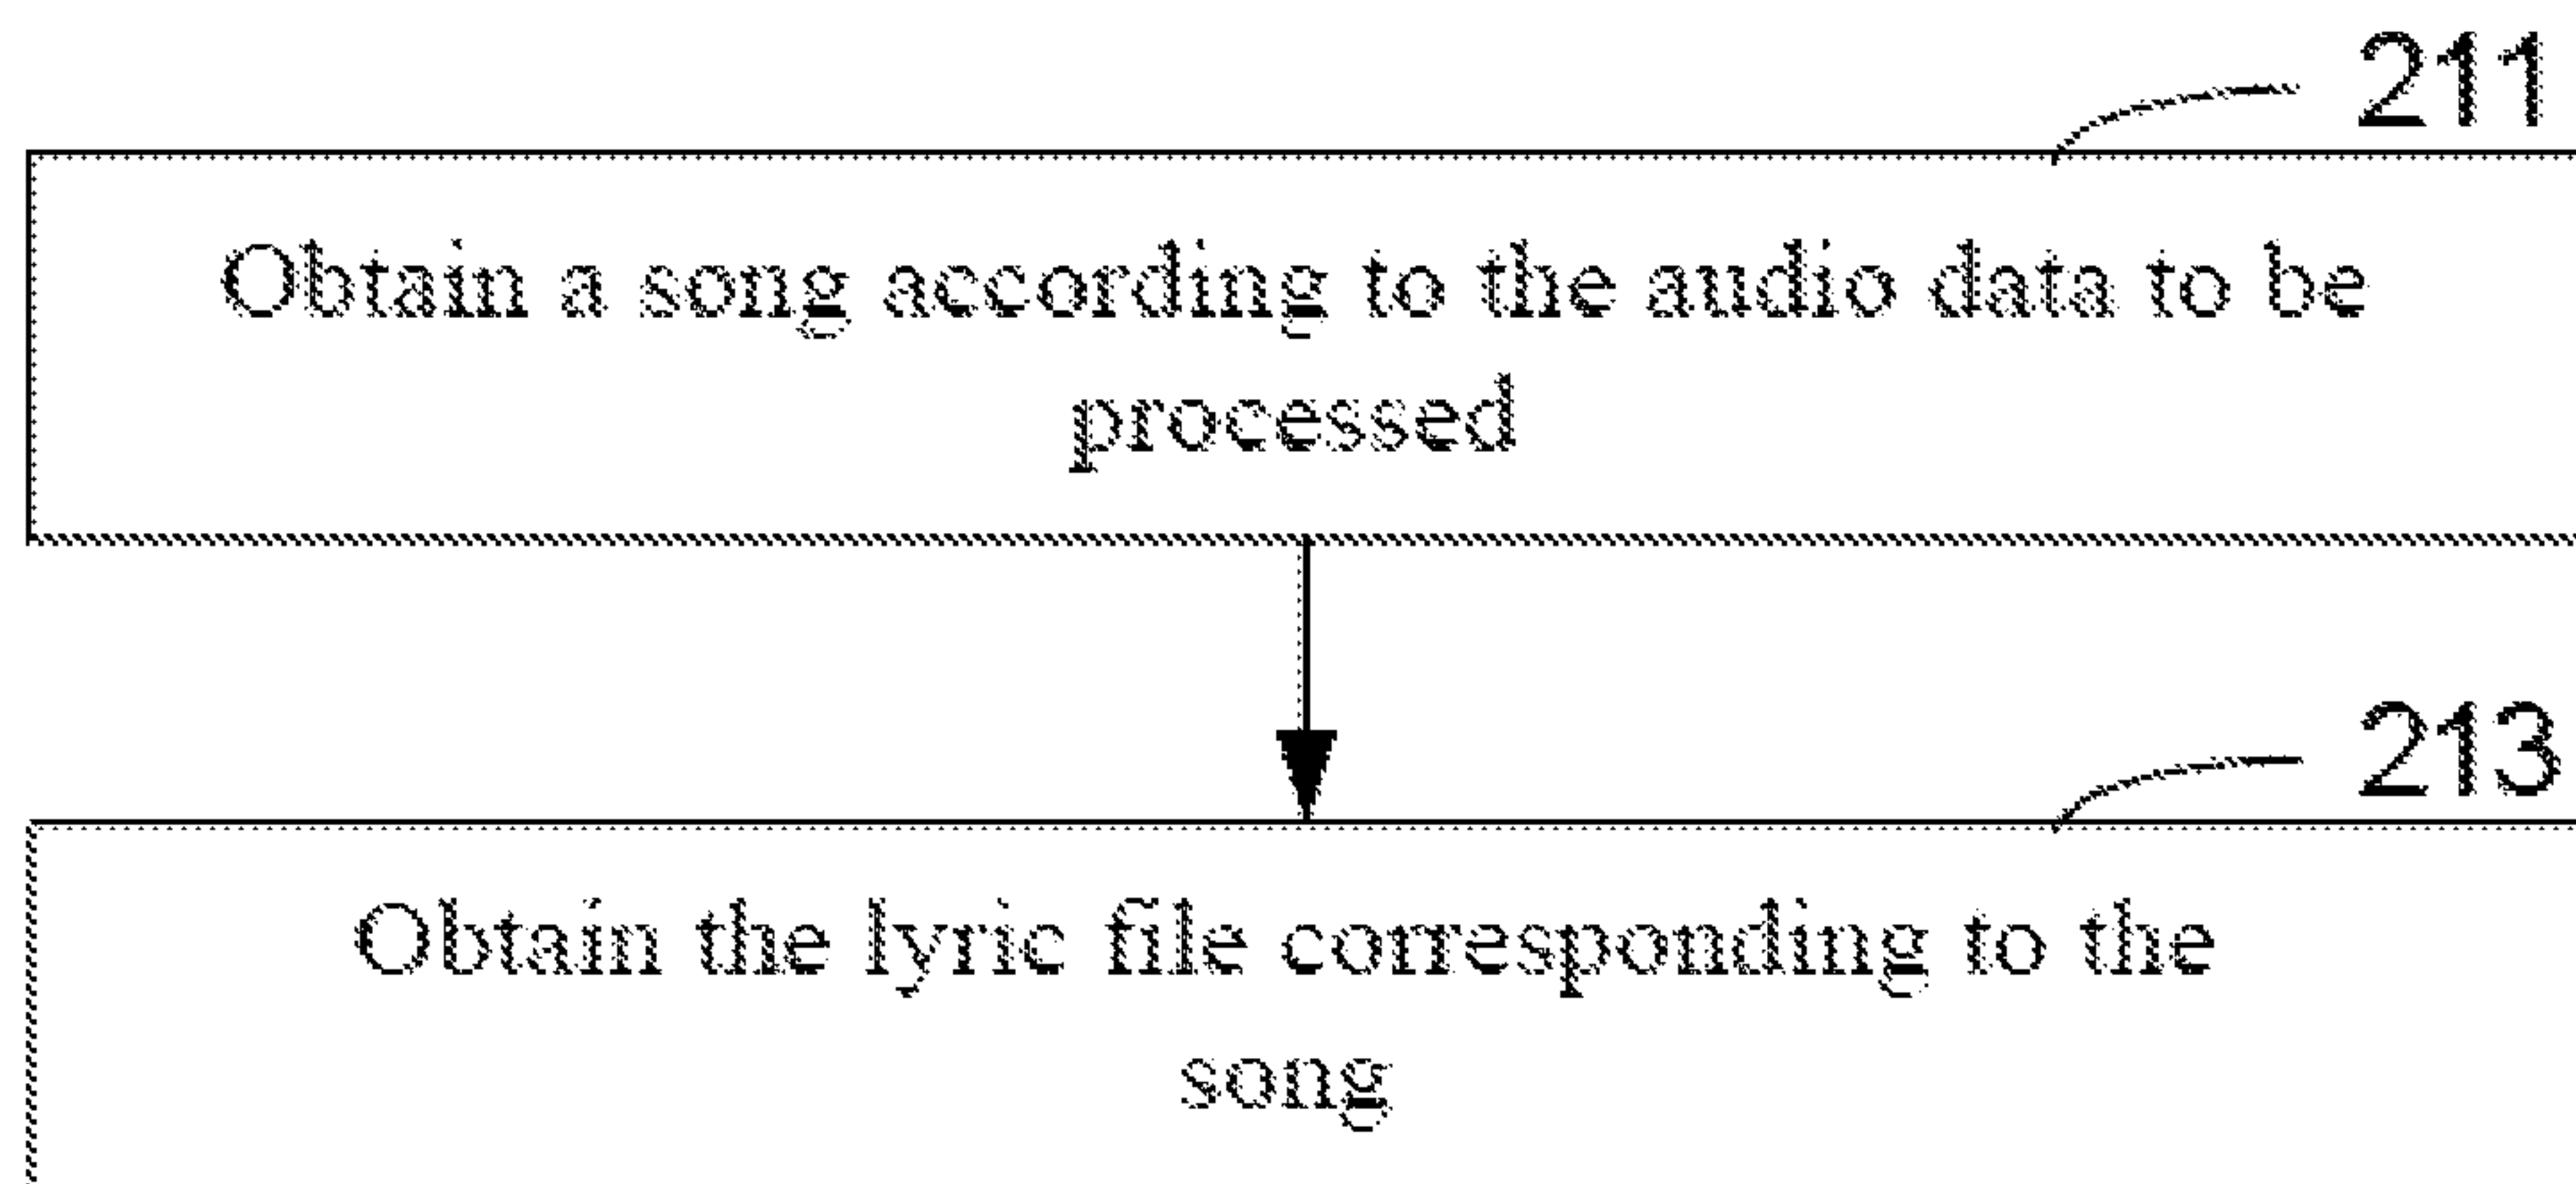 211
Obtain a song according to the audio data to be
processed
213
Obtain the lyric file corresponding to the
song